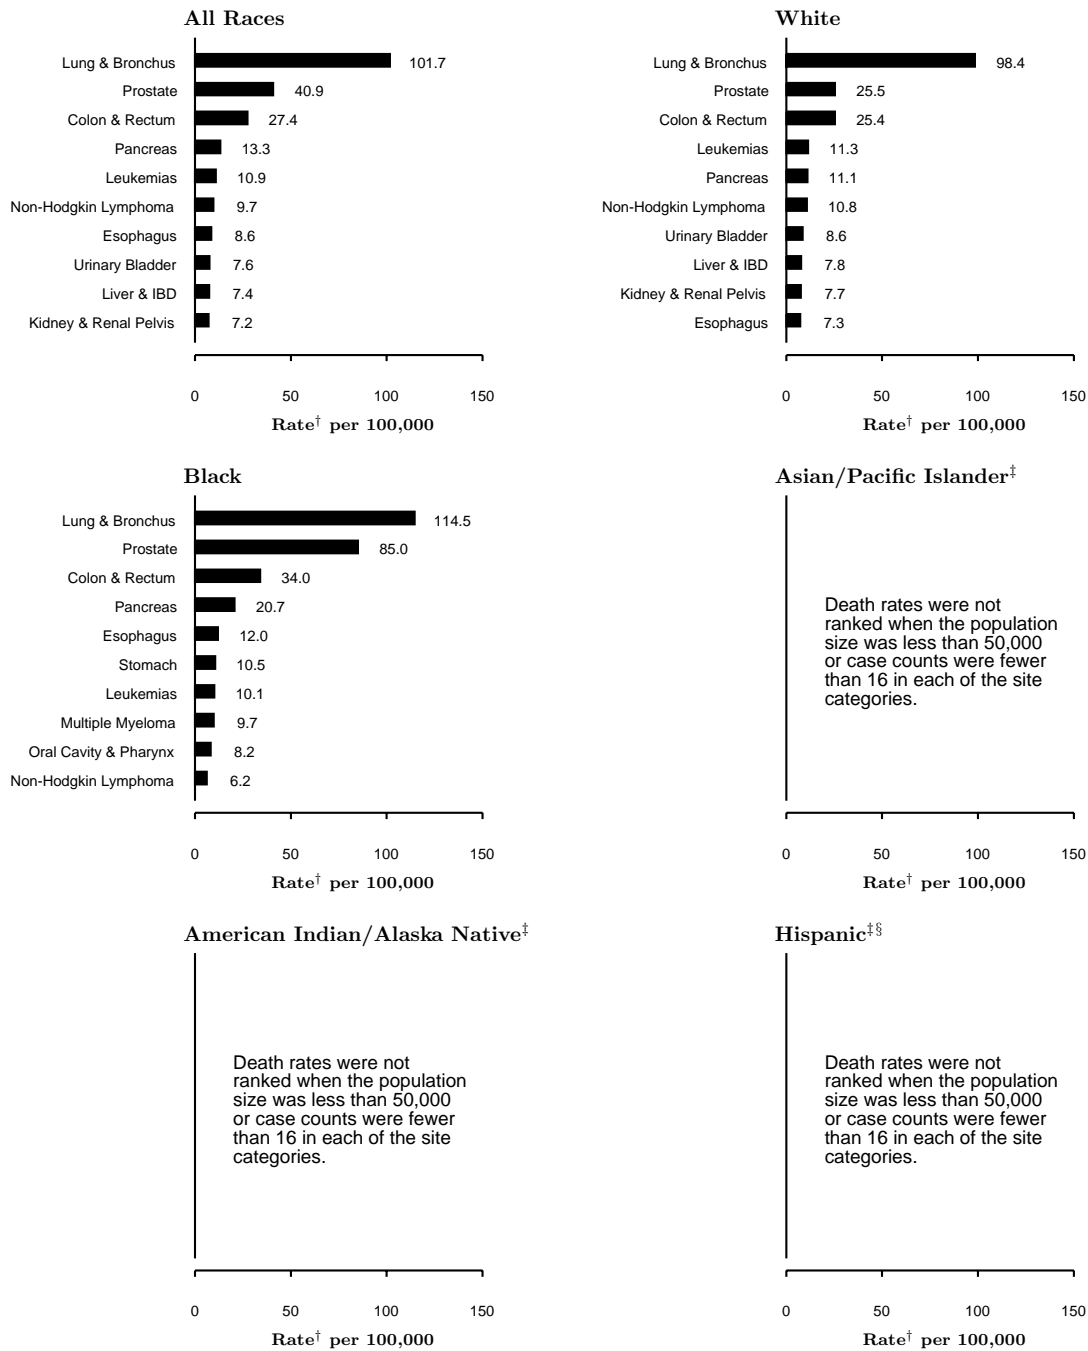 All Races
Lung & Bronchus 101.7
Prostate 40.9
Colon & Rectum 27.4
Pancreas 13.3
Leukemias 10.9
Non-Hodgkin Lymphoma 9.7
Esophagus 8.6
Urinary Bladder 7.6
Liver & IBD 7.4
Kidney & Renal Pelvis 7.2
0 50 100 150
Rate† per 100,000
White
Lung & Bronchus 98.4
Prostate 25.5
Colon & Rectum 25.4
Leukemias 11.3
Pancreas 11.1
Non-Hodgkin Lymphoma 10.8
Urinary Bladder 8.6
Liver & IBD 7.8
Kidney & Renal Pelvis 7.7
Esophagus 7.3
0 50 100 150
Rate† per 100,000
Black
Lung & Bronchus 114.5
Prostate 85.0
Colon & Rectum 34.0
Pancreas 20.7
Esophagus 12.0
Stomach 10.5
Leukemias 10.1
Multiple Myeloma 9.7
Oral Cavity & Pharynx 8.2
Non-Hodgkin Lymphoma 6.2
0 50 100 150
Rate† per 100,000
Asian/Pacific Islander‡
Death rates were not
ranked when the population
size was less than 50,000
or case counts were fewer
than 16 in each of the site
categories.
0 50 100 150
Rate† per 100,000
American Indian/Alaska Native‡
Death rates were not
ranked when the population
size was less than 50,000
or case counts were fewer
than 16 in each of the site
categories.
0 50 100 150
Rate† per 100,000
Hispanic‡§
Death rates were not
ranked when the population
size was less than 50,000
or case counts were fewer
than 16 in each of the site
categories.
0 50 100 150
Rate† per 100,000